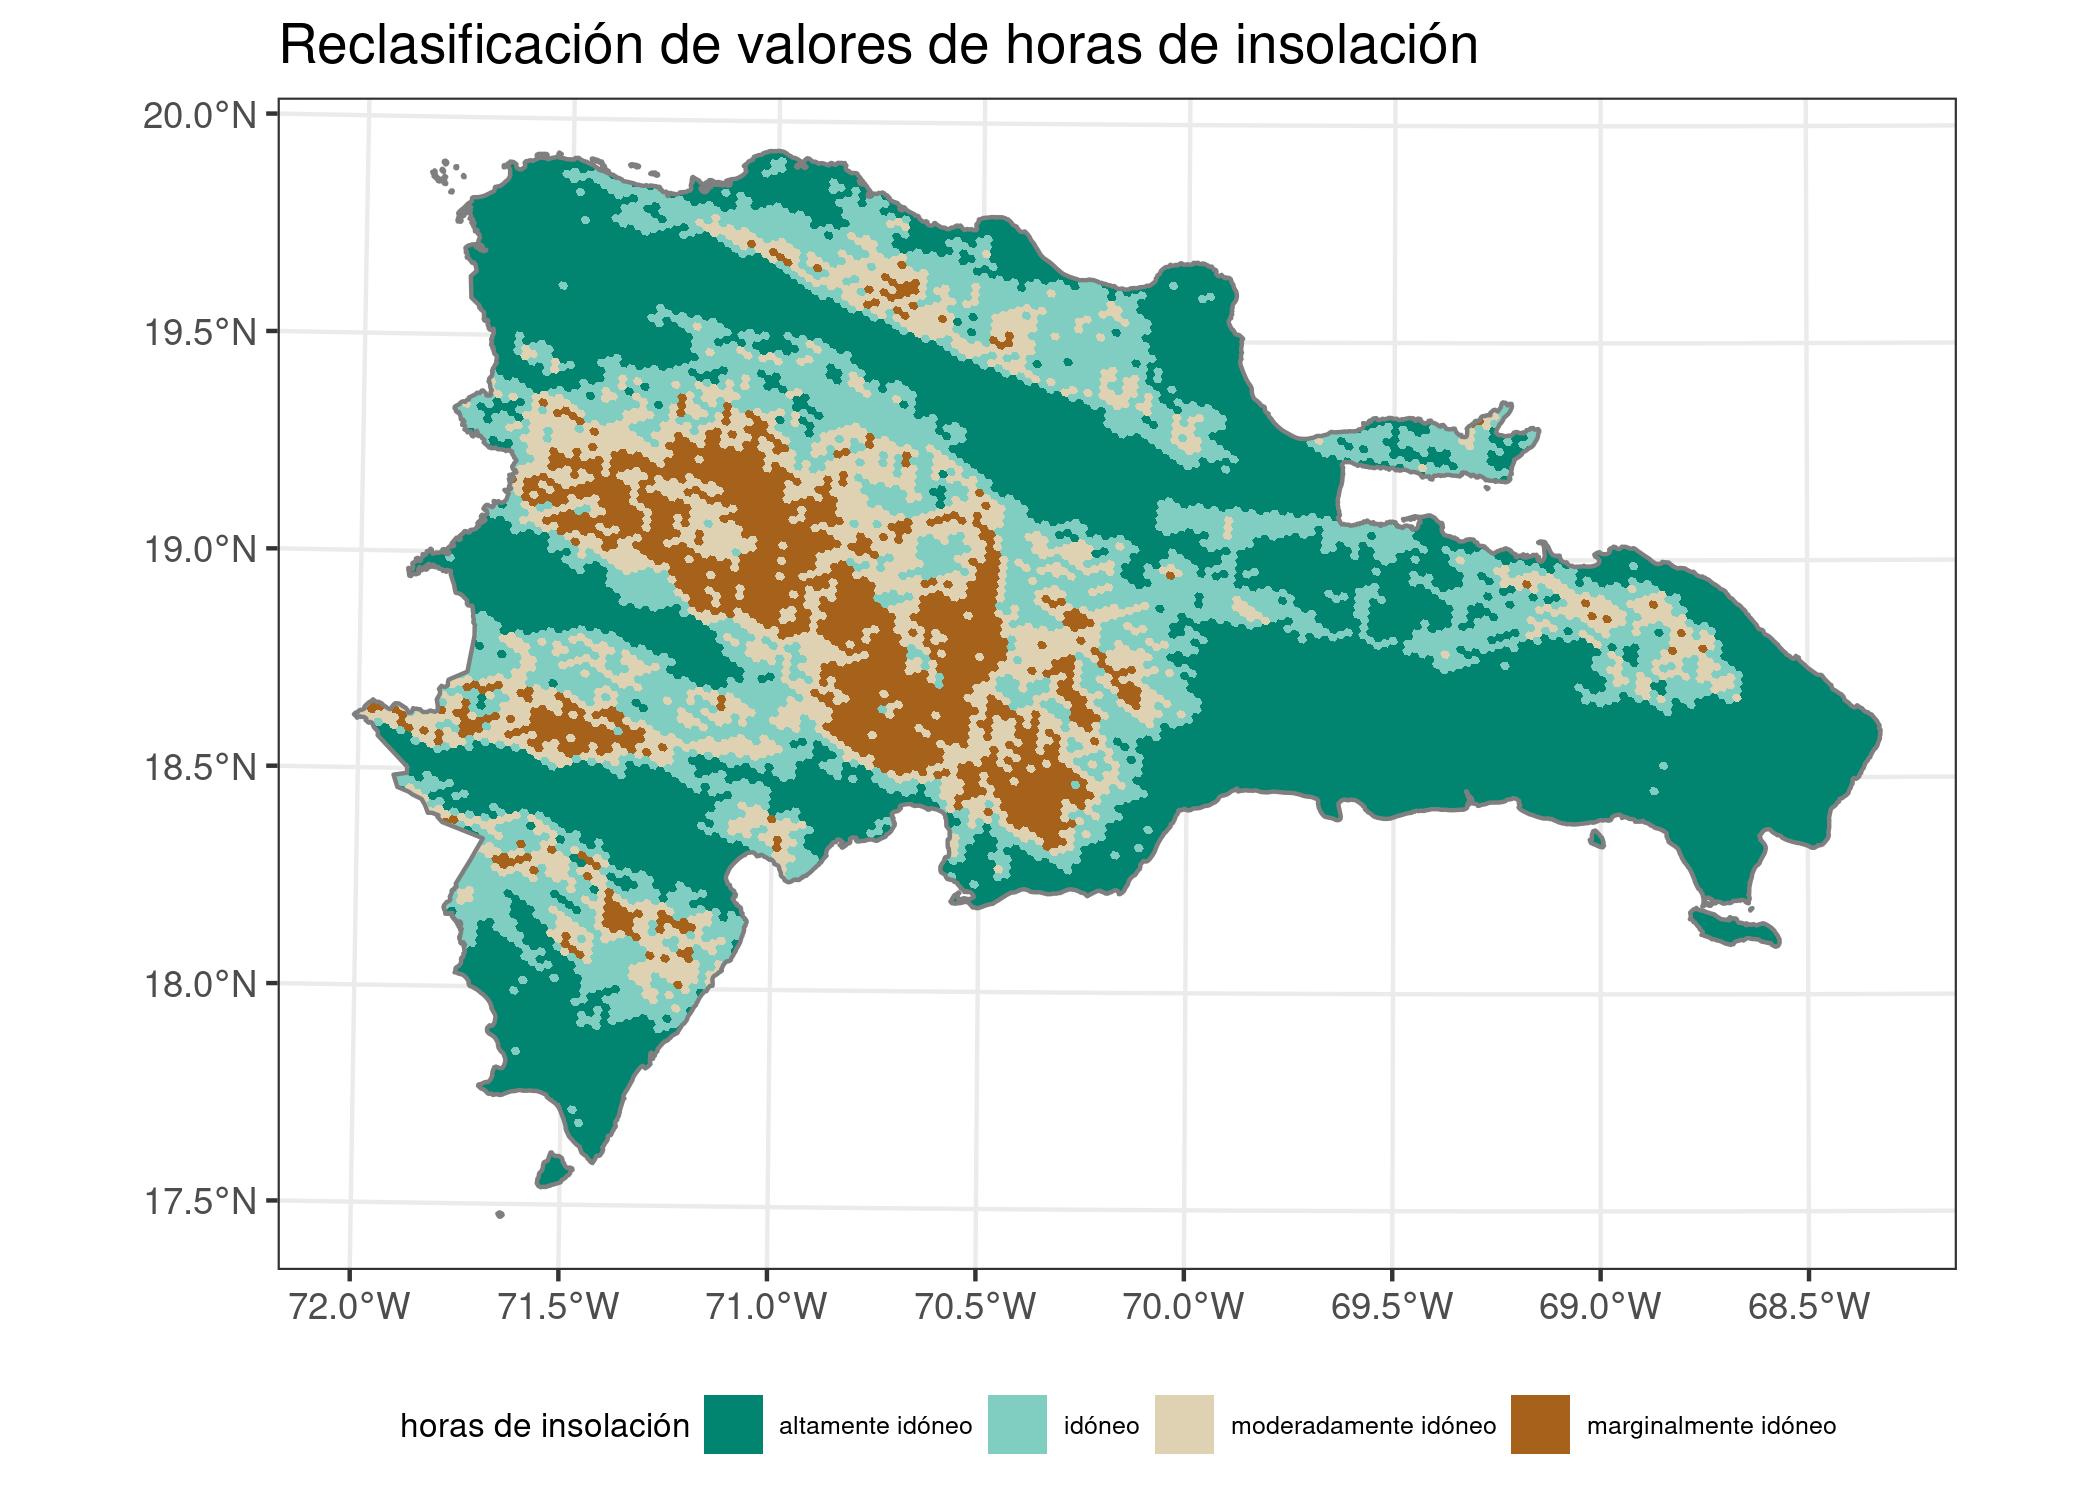 Reclasificación de valores de horas de insolación
20.0°N
19.5°N
19.0°N
18.5°N
18.0°N
17.5°N
72.0°W 71.5°W 71.0°W 70.5°W 70.0°W 69.5°W 69.0°W 68.5°W
horas de insolación altamente idóneo idóneo moderadamente idóneo marginalmente idóneo